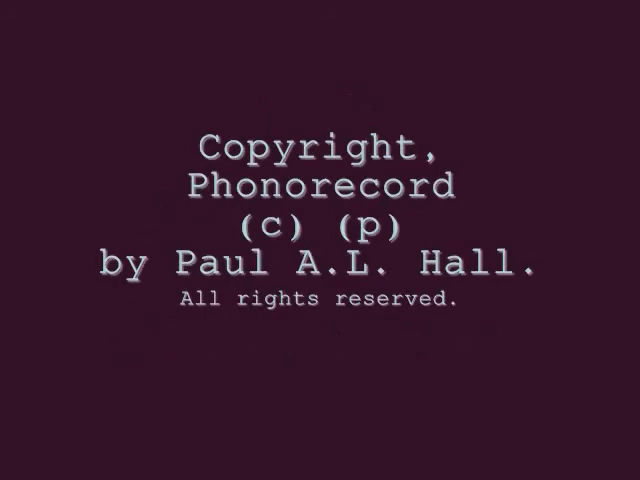 Copyright,
Phonorecord
(c) (p)
by Paul A.L. Hall.
All rights reserved.